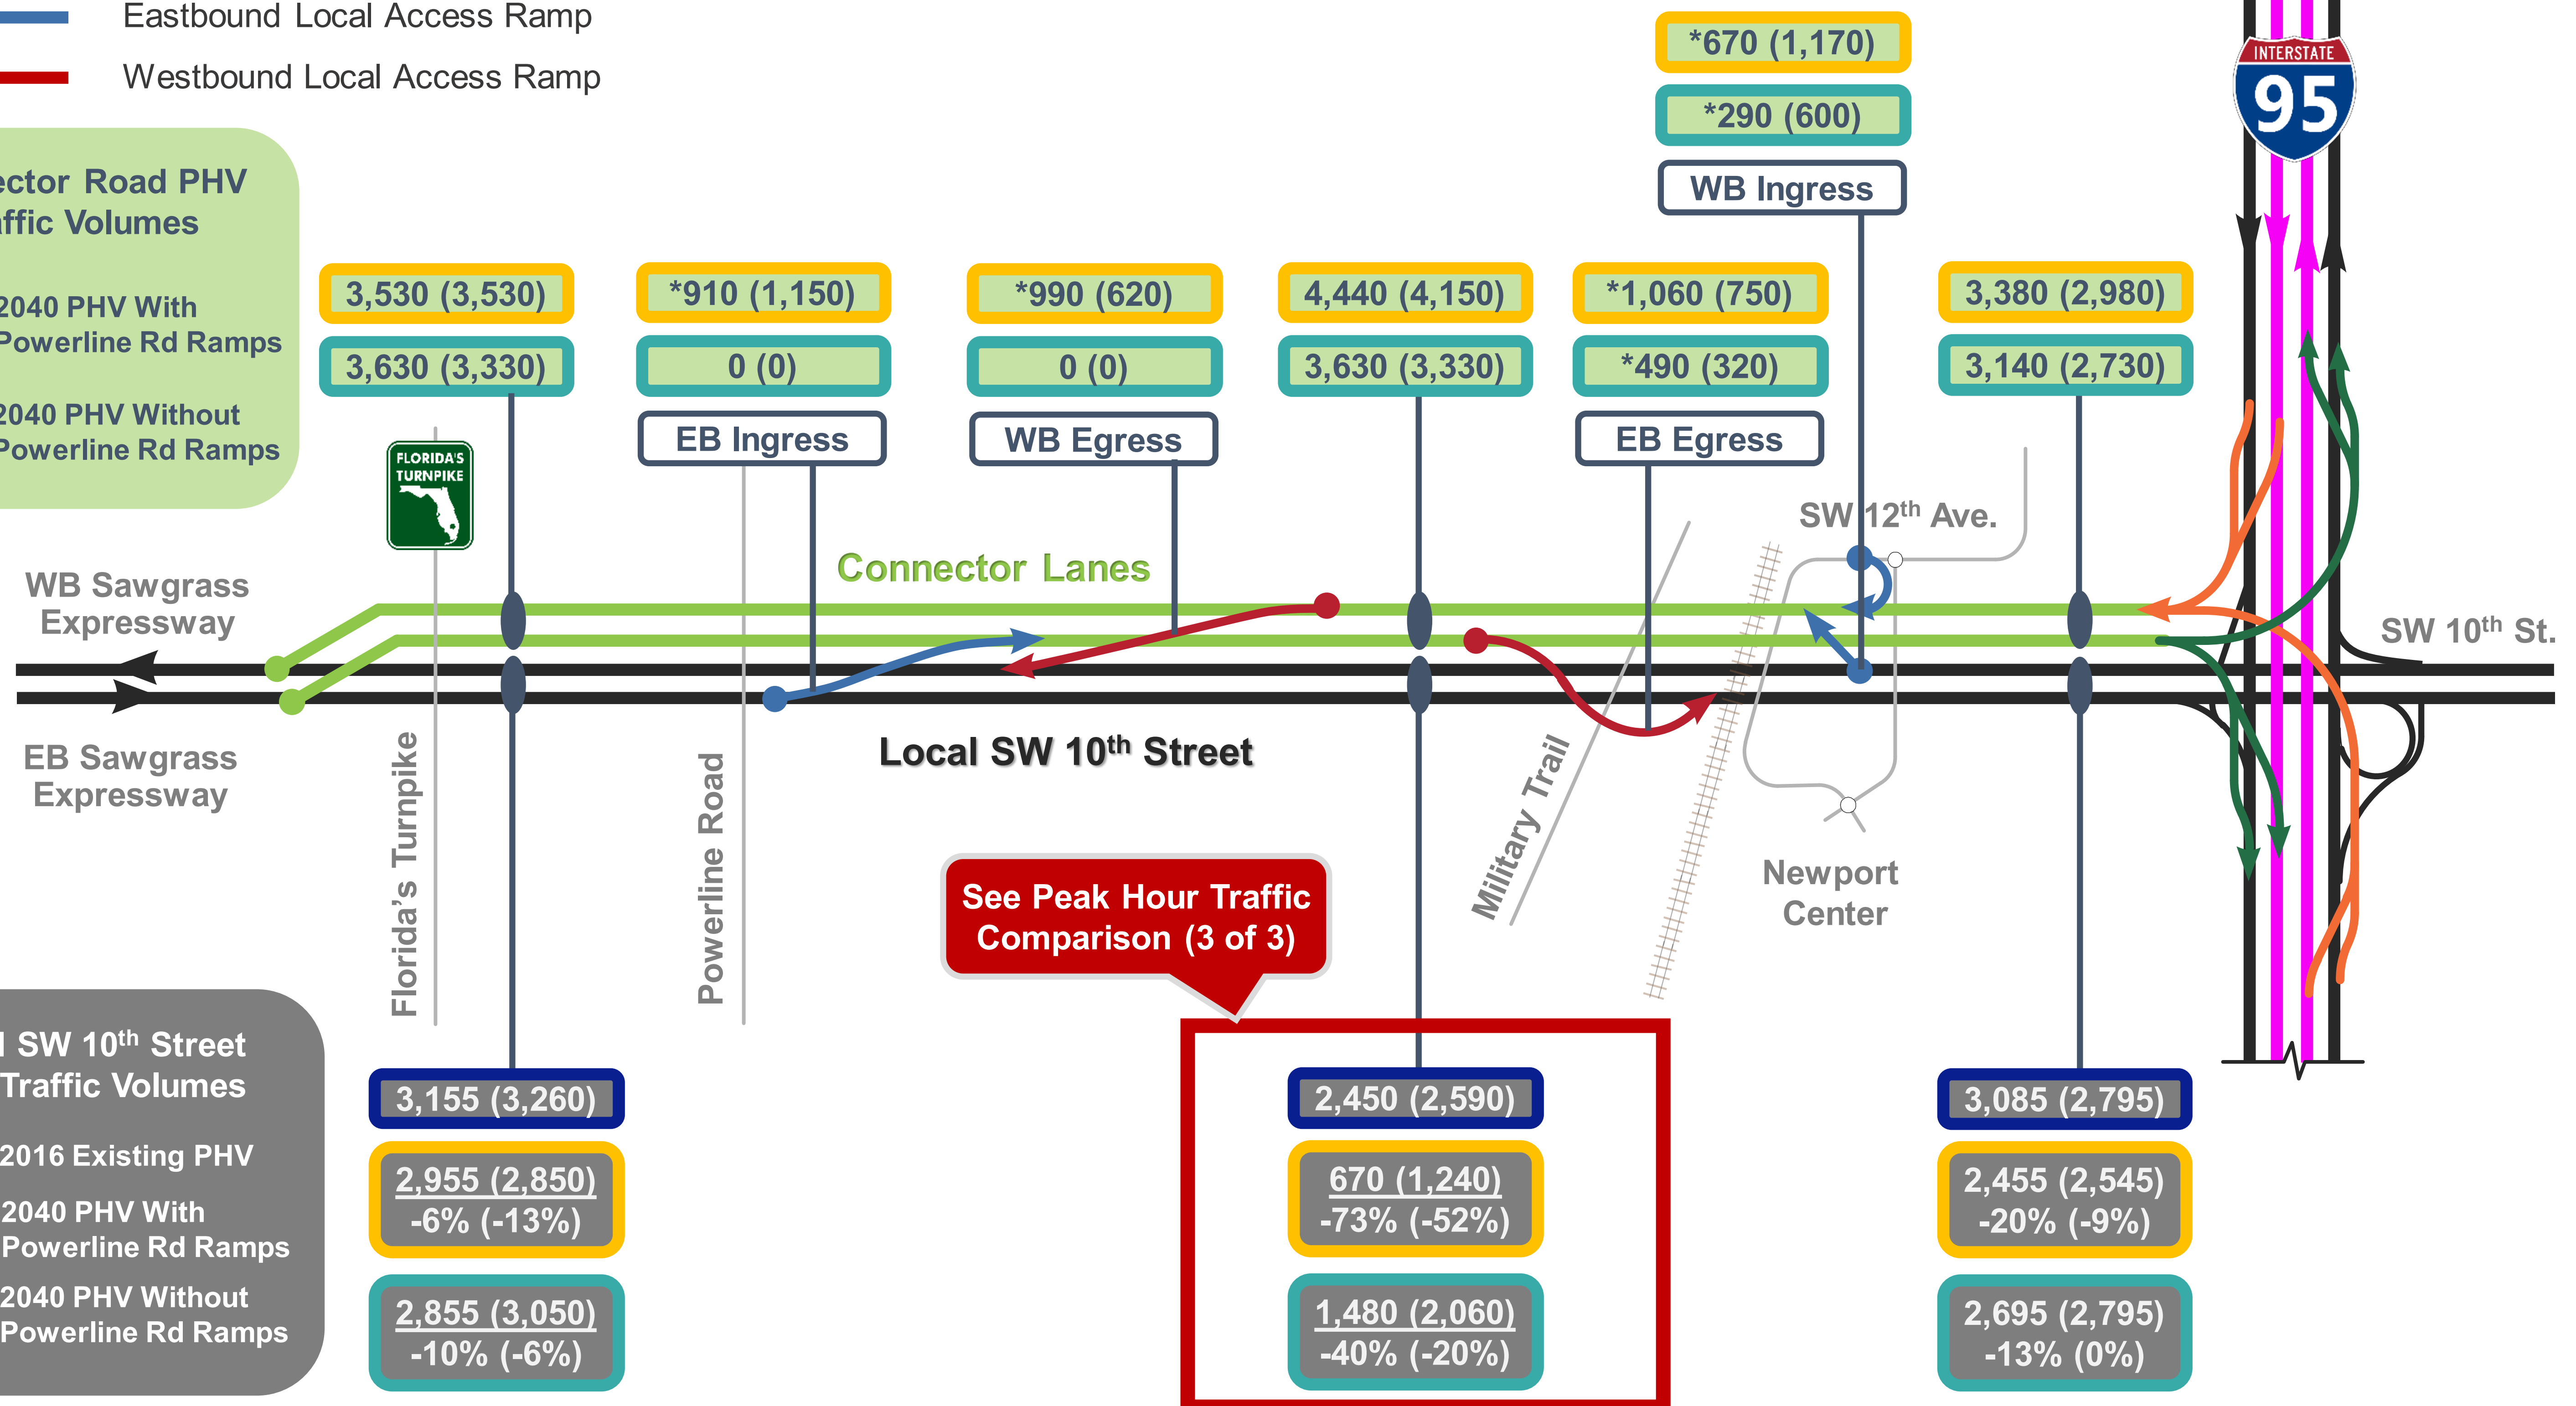 Eastbound Local Access Ramp
Westbound Local Access Ramp
*670 (1,170)
*290 (600)
WB Ingress
INTERSTATE
95
ector Road PHV
affic Volumes
2040 PHV With
Powerline Rd Ramps
2040 PHV Without
Powerline Rd Ramps
3,530 (3,530)
3,630 (3,330)
*910 (1,150)
0 (0)
EB Ingress
*990 (620)
0 (0)
WB Egress
4,440 (4,150)
3,630 (3,330)
*1,060 (750)
*490 (320)
EB Egress
3,380 (2,980)
3,140 (2,730)
FLORIDA'S
TURNPIKE
SW 12th Ave.
Connector Lanes
WB Sawgrass
Expressway
SW 10th St.
EB Sawgrass
Expressway
Local SW 10th Street
Florida's Turnpike
Powerline Road
Military Trail
Newport
Center
See Peak Hour Traffic
Comparison (3 of 3)
l SW 10th Street
Traffic Volumes
2016 Existing PHV
2040 PHV With
Powerline Rd Ramps
2040 PHV Without
Powerline Rd Ramps
3,155 (3,260)
2,955 (2,850)
-6% (-13%)
2,855 (3,050)
-10% (-6%)
2,450 (2,590)
670 (1,240)
-73% (-52%)
1,480 (2,060)
-40% (-20%)
3,085 (2,795)
2,455 (2,545)
-20% (-9%)
2,695 (2,795)
-13% (0%)